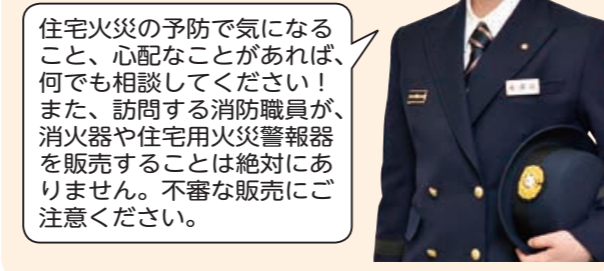 住宅火災の予防で気になる
こと、心配なことがあれば、
何でも相談してください！
また、訪問する消防職員が、
消火器や住宅用火災警報器
を販売することは絶対にあ
りません。不審な販売にご
注意ください。